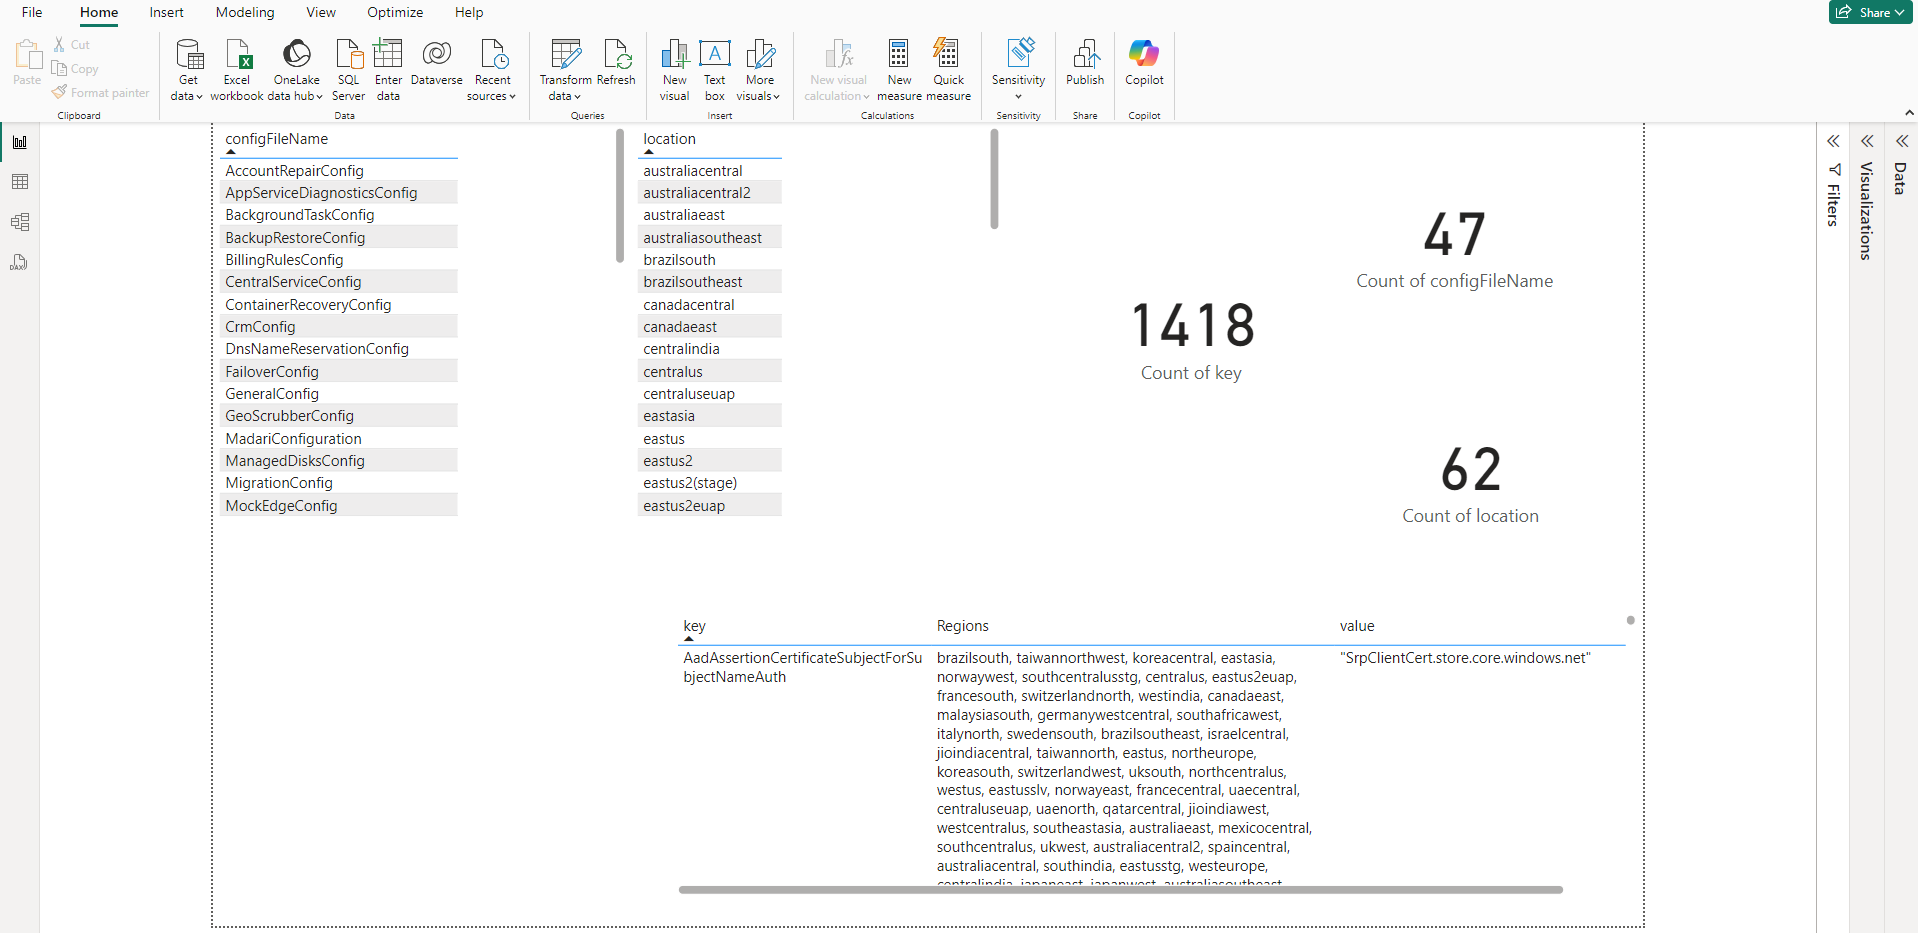 File Home Insert Modeling View Optimize Help Share
Paste Cut
Copy
Format painter
Clipboard
Get data
Excel workbook
OneLake data hub
SQL Server
Enter data
Dataverse
Recent sources
Data
Transform data
Refresh
Queries
New visual
Text box
More visuals
Insert
New visual calculation
New measure
Quick measure
Calculations
Sensitivity
Sensitivity
Publish
Share
Copilot
Copilot
configFileName
AccountRepairConfig
AppServiceDiagnosticsConfig
BackgroundTaskConfig
BackupRestoreConfig
BillingRulesConfig
CentralServiceConfig
ContainerRecoveryConfig
CrmConfig
DnsNameReservationConfig
FailoverConfig
GeneralConfig
GeoScrubberConfig
MadariConfiguration
ManagedDisksConfig
MigrationConfig
MockEdgeConfig
location
australiacentral
australiacentral2
australiaeast
australiasoutheast
brazilsouth
brazilsoutheast
canadacentral
canadaeast
centralindia
centralus
centraluseuap
eastasia
eastus
eastus2
eastus2(stage)
eastus2euap
1418
Count of key
47
Count of configFileName
62
Count of location
Filters
Visualizations
Data
key Regions value
AadAssertionCertificateSubjectForSu
bjectNameAuth
brazilsouth, taiwannorthwest, koreacentral, eastasia,
norwaywest, southcentralusstg, centralus, eastus2euap,
francesouth, switzerlandnorth, westindia, canadaeast,
malaysiasouth, germanywestcentral, southafricawest,
italynorth, swedensouth, brazilsoutheast, israelcentral,
jioindiacentral, taiwannorth, eastus, northeurope,
koreasouth, switzerlandwest, uksouth, northcentralus,
westus, eastusslv, norwayeast, francecentral, uaecentral,
centraluseuap, uaenorth, qatarcentral, jioindiawest,
westcentralus, southeastasia, australiaeast, mexicocentral,
southcentralus, ukwest, australiacentral2, spaincentral,
australiacentral, southindia, eastusstg, westeurope,
centralindia, japaneast, japanwest, australiasoutheast
"SrpClientCert.store.core.windows.net"
DAX